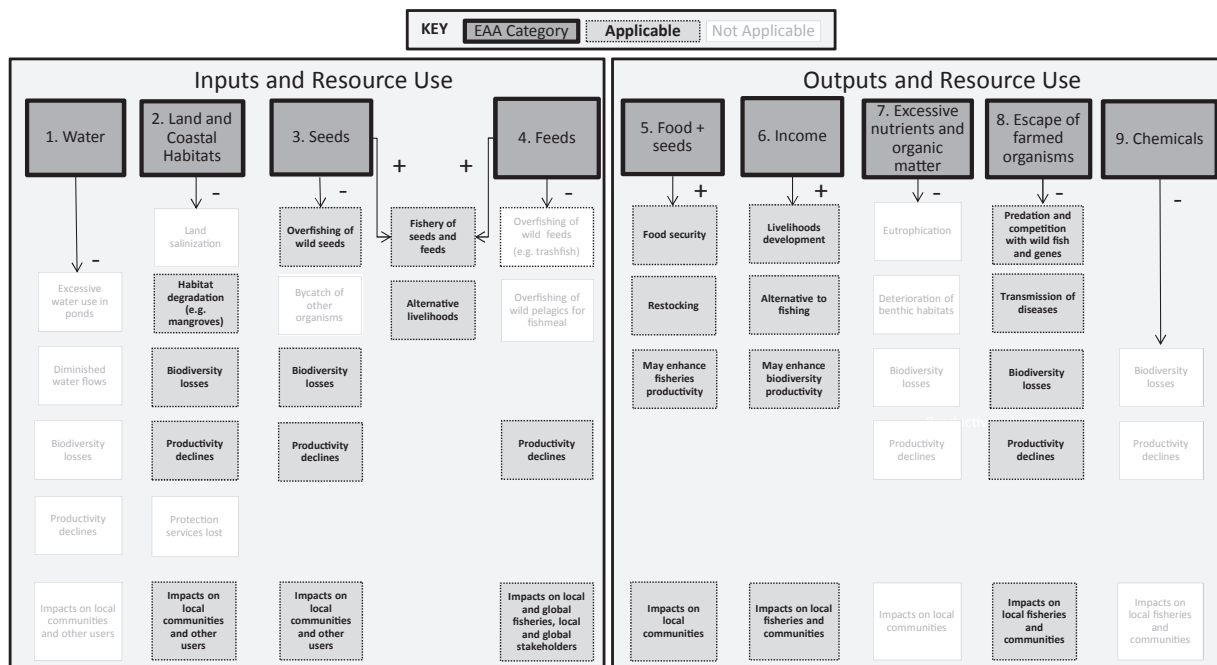 KEY
EAA Category
Applicable
Not Applicable
Inputs and Resource Use
1. Water
2. Land and
Coastal
Habitats
3. Seeds
4. Feeds
-
-
+
+
-
-
Land
salinization
Overfishing of
wild seeds
Fishery of
seeds and
feeds
Overfishing of
wild feeds
(e.g. trashfish)
Excessive
water use in
ponds
Habitat
degradation
(e.g.
mangroves)
Bycatch of
other
organisms
Alternative
livelihoods
Overfishing of
wild pelagics for
fishmeal
Diminished
water flows
Biodiversity
losses
Biodiversity
losses
Biodiversity
losses
Productivity
declines
Productivity
declines
Productivity
declines
Productivity
declines
Protection
services lost
Impacts on local
communities
and other users
Impacts on
local
communities
and other
users
Impacts on
local
communities
and other users
Impacts on local
and global
fisheries, local
and global
stakeholders
Outputs and Resource Use
5. Food +
seeds
6. Income
7. Excessive
nutrients and
organic
matter
8. Escape of
farmed
organisms
9. Chemicals
+
+
-
-
-
Food security
Livelihoods
development
Eutrophication
Predation and
competition
with wild fish
and genes
Restocking
Alternative to
fishing
Deterioration of
benthic habitats
Transmission of
diseases
May enhance
fisheries
productivity
May enhance
biodiversity
productivity
Biodiversity
losses
Biodiversity
losses
Biodiversity
losses
Productivity
declines
Productivity
declines
Productivity
declines
Impacts on
local
communities
Impacts on local
fisheries and
communities
Impacts on local
communities
Impacts on
local fisheries
and
communities
Impacts on
local fisheries
and
communities